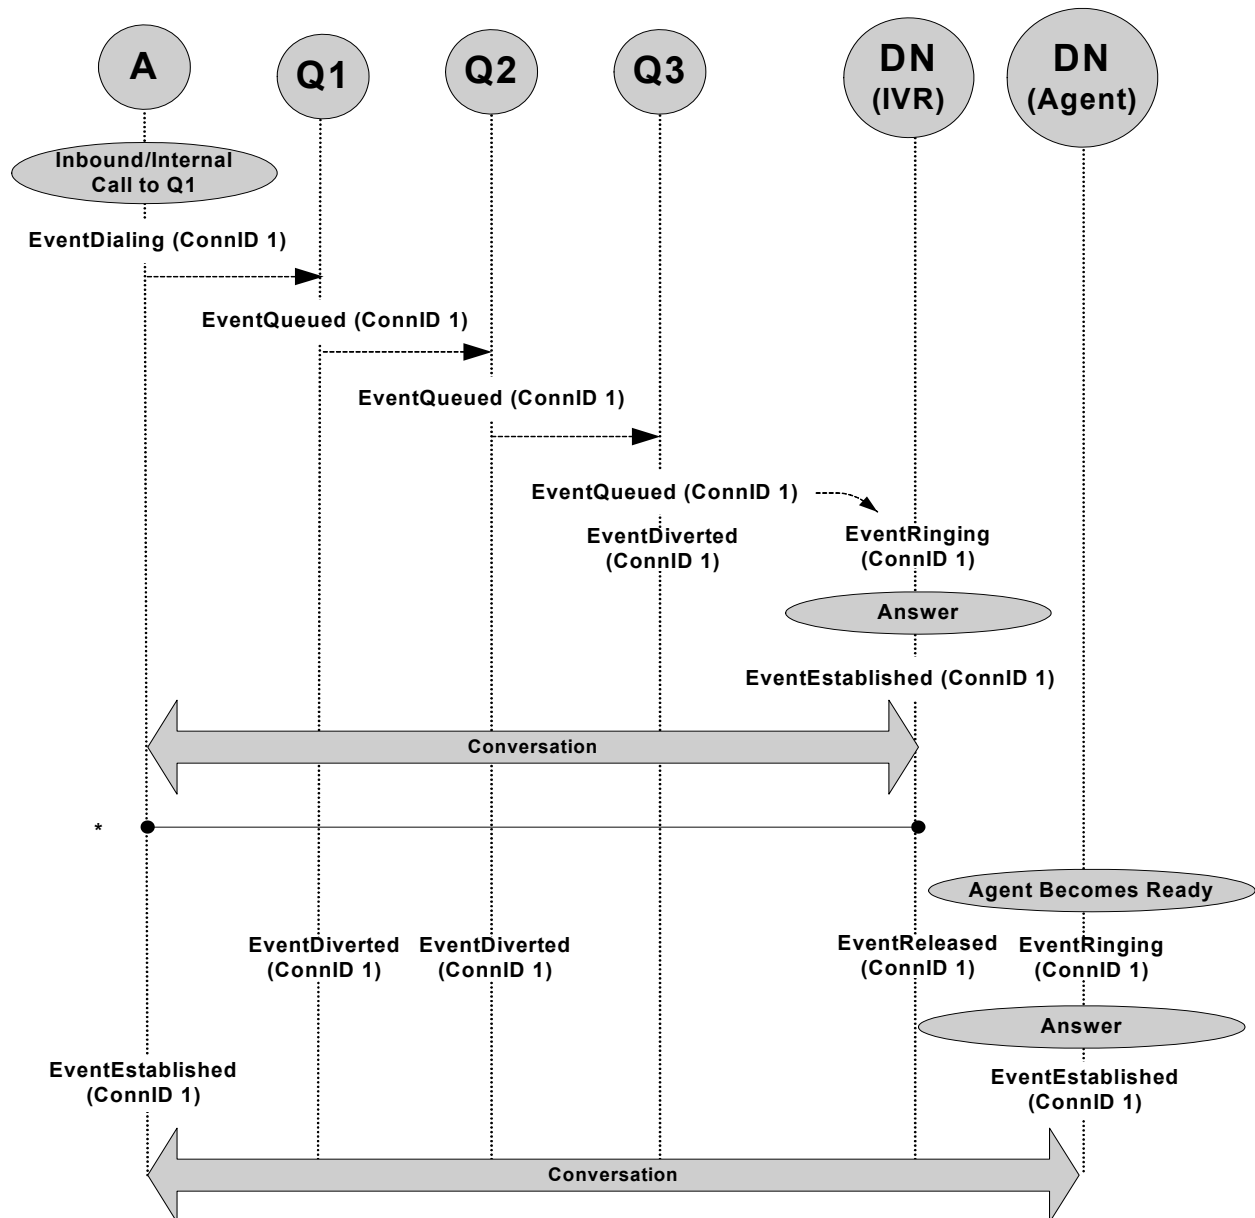 A
Q1
Q2
Q3
DN
(IVR)
DN
(Agent)
Inbound/Internal
Call to Q1
EventDialing (ConnID 1)
EventQueued (ConnID 1)
EventQueued (ConnID 1)
EventQueued (ConnID 1)
EventDiverted
(ConnID 1)
EventRinging
(ConnID 1)
Answer
EventEstablished (ConnID 1)
Conversation
*
Agent Becomes Ready
EventDiverted
(ConnID 1)
EventDiverted
(ConnID 1)
EventReleased
(ConnID 1)
EventRinging
(ConnID 1)
Answer
EventEstablished
(ConnID 1)
EventEstablished
(ConnID 1)
Conversation